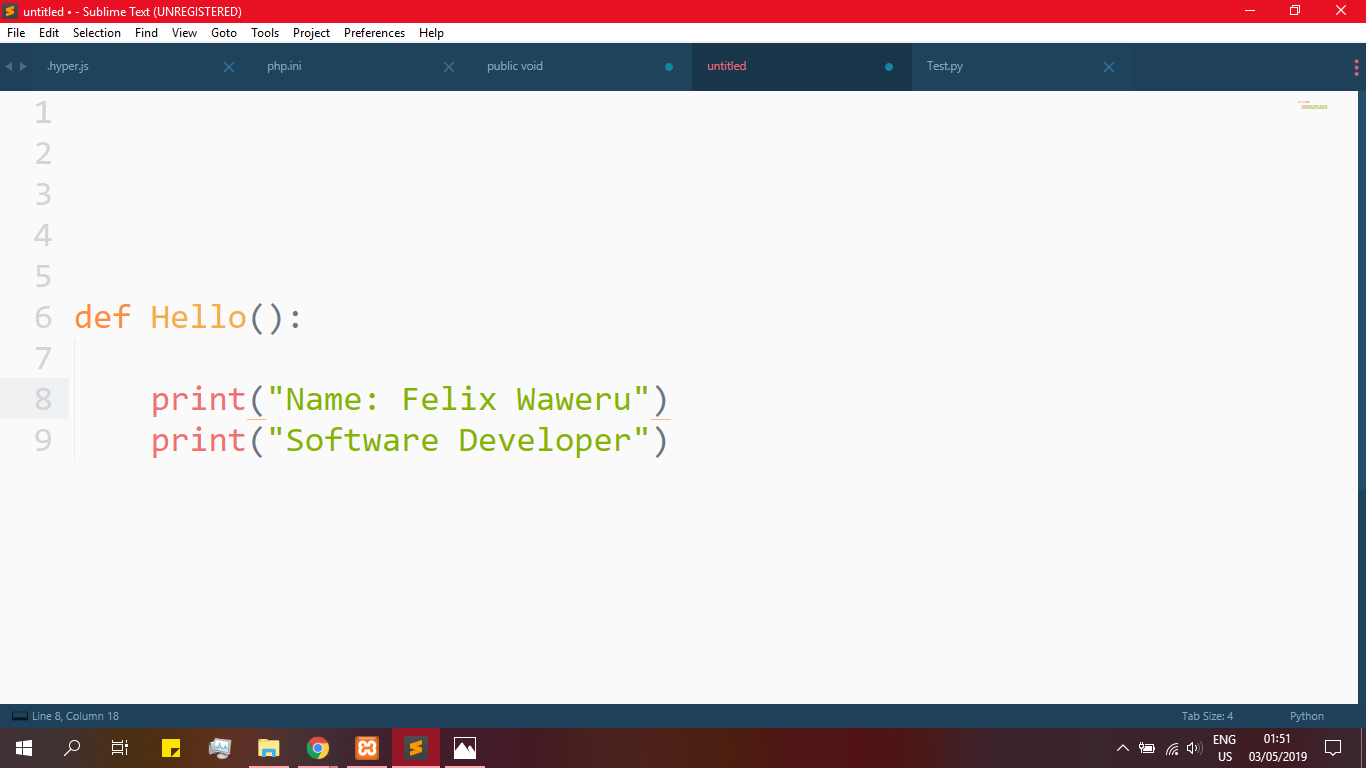 untitled • - Sublime Text (UNREGISTERED)
File Edit Selection Find View Goto Tools Project Preferences Help
.hyper.js php.ini public void untitled Test.py
1
2
3
4
5
6 def Hello():
7
8 print("Name: Felix Waweru")
9 print("Software Developer")
Line 8, Column 18 Tab Size: 4 Python
ENG 01:51
US 03/05/2019